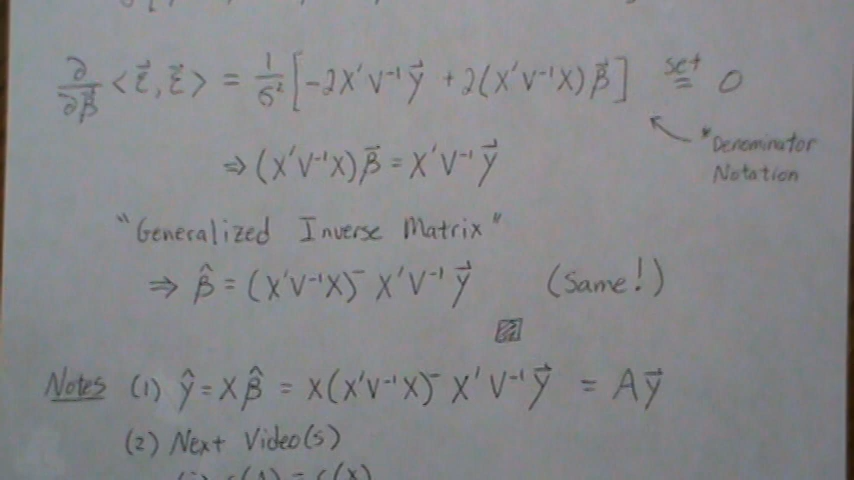 ∂/∂β⃗ <ε⃗, ε⃗> = 1/σ² [-2X'V⁻¹y⃗ + 2(X'V⁻¹X)β⃗] set = 0
*Denominator
Notation
⇒ (X'V⁻¹X)β⃗ = X'V⁻¹y⃗
"Generalized Inverse Matrix"
⇒ β̂ = (X'V⁻¹X)⁻ X'V⁻¹y⃗ (Same!)
Notes (1) ŷ = Xβ̂ = X(X'V⁻¹X)⁻ X'V⁻¹y⃗ = Ay⃗
(2) Next Video(s)
(i) c(A) = c(X)